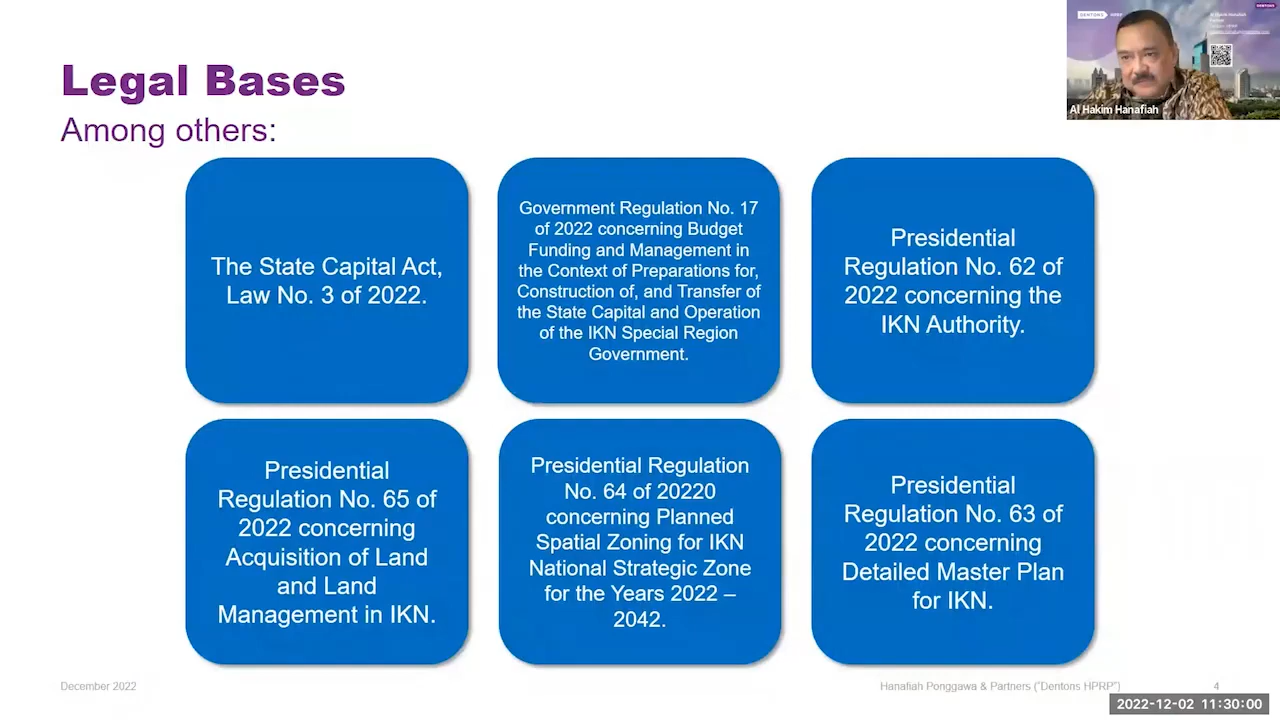 Legal Bases
Among others:
DENTONS
DENTONS
Al Hakim Hanafiah
The State Capital Act,
Law No. 3 of 2022.
Government Regulation No. 17
of 2022 concerning Budget
Funding and Management in
the Context of Preparations for,
Construction of, and Transfer of
the State Capital and Operation
of the IKN Special Region
Government.
Presidential
Regulation No. 62 of
2022 concerning the
IKN Authority.
Presidential
Regulation No. 65 of
2022 concerning
Acquisition of Land
and Land
Management in IKN.
Presidential Regulation
No. 64 of 20220
concerning Planned
Spatial Zoning for IKN
National Strategic Zone
for the Years 2022 –
2042.
Presidential
Regulation No. 63 of
2022 concerning
Detailed Master Plan
for IKN.
December 2022
Hanafiah Ponggawa & Partners ("Dentons HPRP")
4
2022-12-02 11:30:00